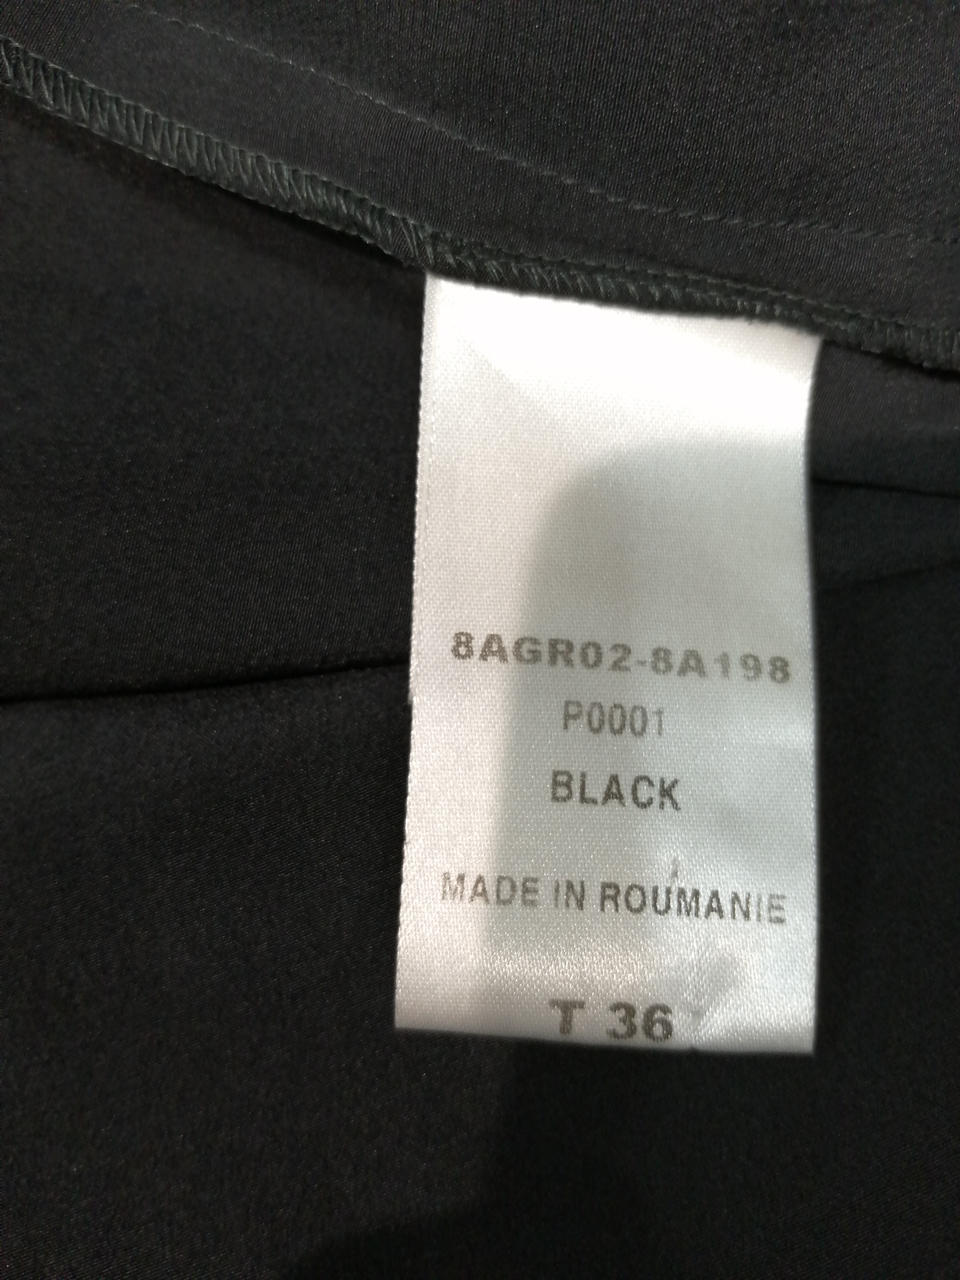 8AGR02-8A198
P0001
BLACK
MADE IN ROUMANIE
T 36